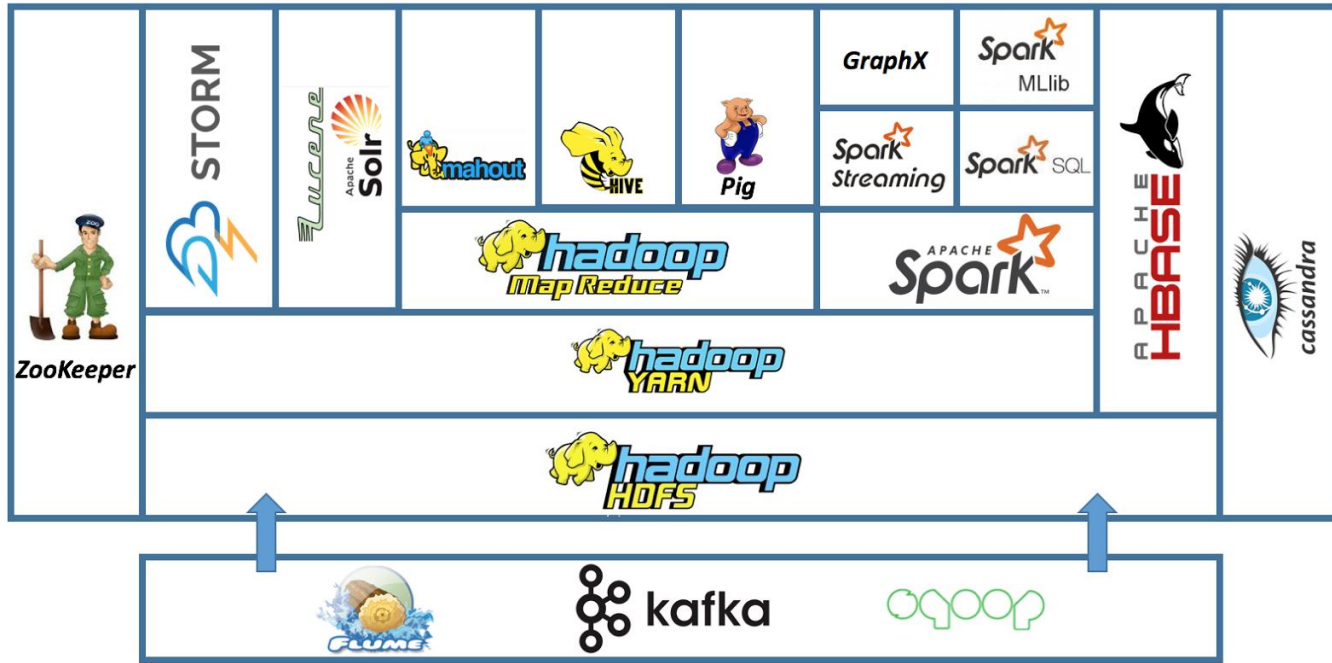 ZOO
ZooKeeper
STORM
Lucene
Apache
Solr
mahout
HIVE
Pig
GraphX
Spark
MLlib
Spark
Streaming
Spark SQL
hadoop
Map Reduce
APACHE
Spark™
APACHE
HBASE
cassandra
hadoop
YARN
hadoop
HDFS
FLUME
kafka
sqoop